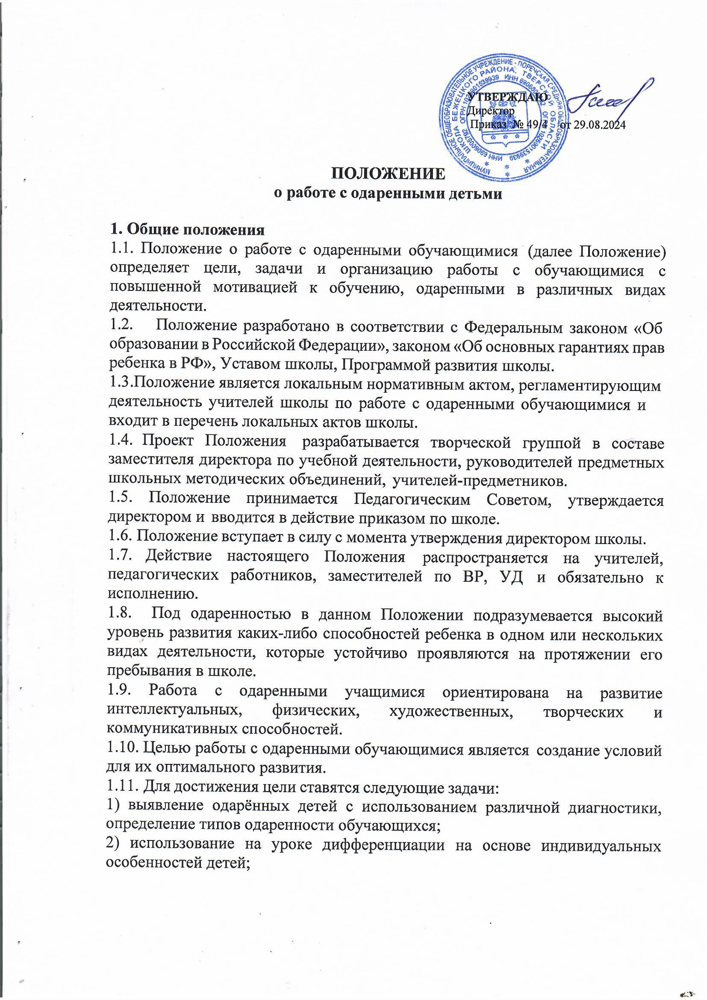 МУНИЦИПАЛЬНОЕ ОБЩЕОБРАЗОВАТЕЛЬНОЕ УЧРЕЖДЕНИЕ - ПОРЕЧСКАЯ СРЕДНЯЯ ОБЩЕОБРАЗОВАТЕЛЬНАЯ
ШКОЛА БЕЖЕЦКОГО РАЙОНА, ТВЕРСКОЙ ОБЛАСТИ
ИНН 6906005792 ОГРН 1026901539939
УТВЕРЖДАЮ
Директор
Приказ № 49/4 от 29.08.2024
ПОЛОЖЕНИЕ
о работе с одаренными детьми
1. Общие положения
1.1. Положение о работе с одаренными обучающимися (далее Положение)
определяет цели, задачи и организацию работы с обучающимися с
повышенной мотивацией к обучению, одаренными в различных видах
деятельности.
1.2. Положение разработано в соответствии с Федеральным законом «Об
образовании в Российской Федерации», законом «Об основных гарантиях прав
ребенка в РФ», Уставом школы, Программой развития школы.
1.3.Положение является локальным нормативным актом, регламентирующим
деятельность учителей школы по работе с одаренными обучающимися и
входит в перечень локальных актов школы.
1.4. Проект Положения разрабатывается творческой группой в составе
заместителя директора по учебной деятельности, руководителей предметных
школьных методических объединений, учителей-предметников.
1.5. Положение принимается Педагогическим Советом, утверждается
директором и вводится в действие приказом по школе.
1.6. Положение вступает в силу с момента утверждения директором школы.
1.7. Действие настоящего Положения распространяется на учителей,
педагогических работников, заместителей по ВР, УД и обязательно к
исполнению.
1.8. Под одаренностью в данном Положении подразумевается высокий
уровень развития каких-либо способностей ребенка в одном или нескольких
видах деятельности, которые устойчиво проявляются на протяжении его
пребывания в школе.
1.9. Работа с одаренными учащимися ориентирована на развитие
интеллектуальных, физических, художественных, творческих и
коммуникативных способностей.
1.10. Целью работы с одаренными обучающимися является создание условий
для их оптимального развития.
1.11. Для достижения цели ставятся следующие задачи:
1) выявление одарённых детей с использованием различной диагностики,
определение типов одаренности обучающихся;
2) использование на уроке дифференциации на основе индивидуальных
особенностей детей;